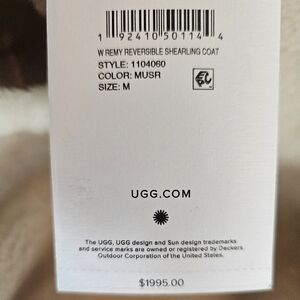 1 92410 50114 4
W REMY REVERSIBLE SHEARLING COAT
STYLE: 1104060
COLOR: MUSR
SIZE: M
UGG.COM
The UGG, UGG design and Sun design trademarks
and service marks are owned or registered by Deckers
Outdoor Corporation of the United States.
$1995.00